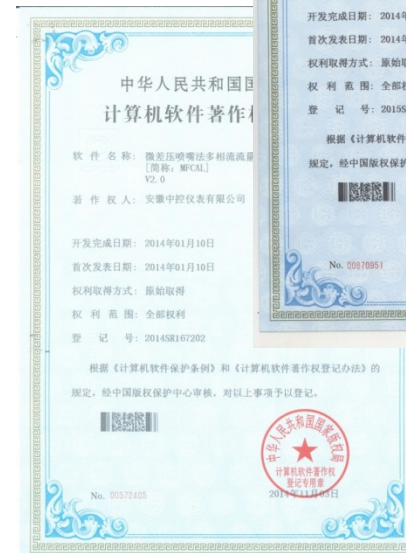 中华人民共和国国
计算机软件著作
软 件 名 称: 微差压喷嘴法多相流流量
[简称: MFCAL]
V2.0
著 作 权 人: 安徽中控仪表有限公司
开发完成日期: 2014年01月10日
首次发表日期: 2014年01月10日
权利取得方式: 原始取得
权 利 范 围: 全部权利
登 记 号: 2014SR167202
根据《计算机软件保护条例》和《计算机软件著作权登记办法》的
规定, 经中国版权保护中心审核, 对以上事项予以登记。
No. 00572405
中华人民共和国国家版权局
计算机软件著作权
登记专用章
2014年11月05日
开发完成日期: 2014
首次发表日期: 2014
权利取得方式: 原始
权 利 范 围: 全部
登 记 号: 2015S
根据《计算机软件
规定, 经中国版权保
No. 00870951